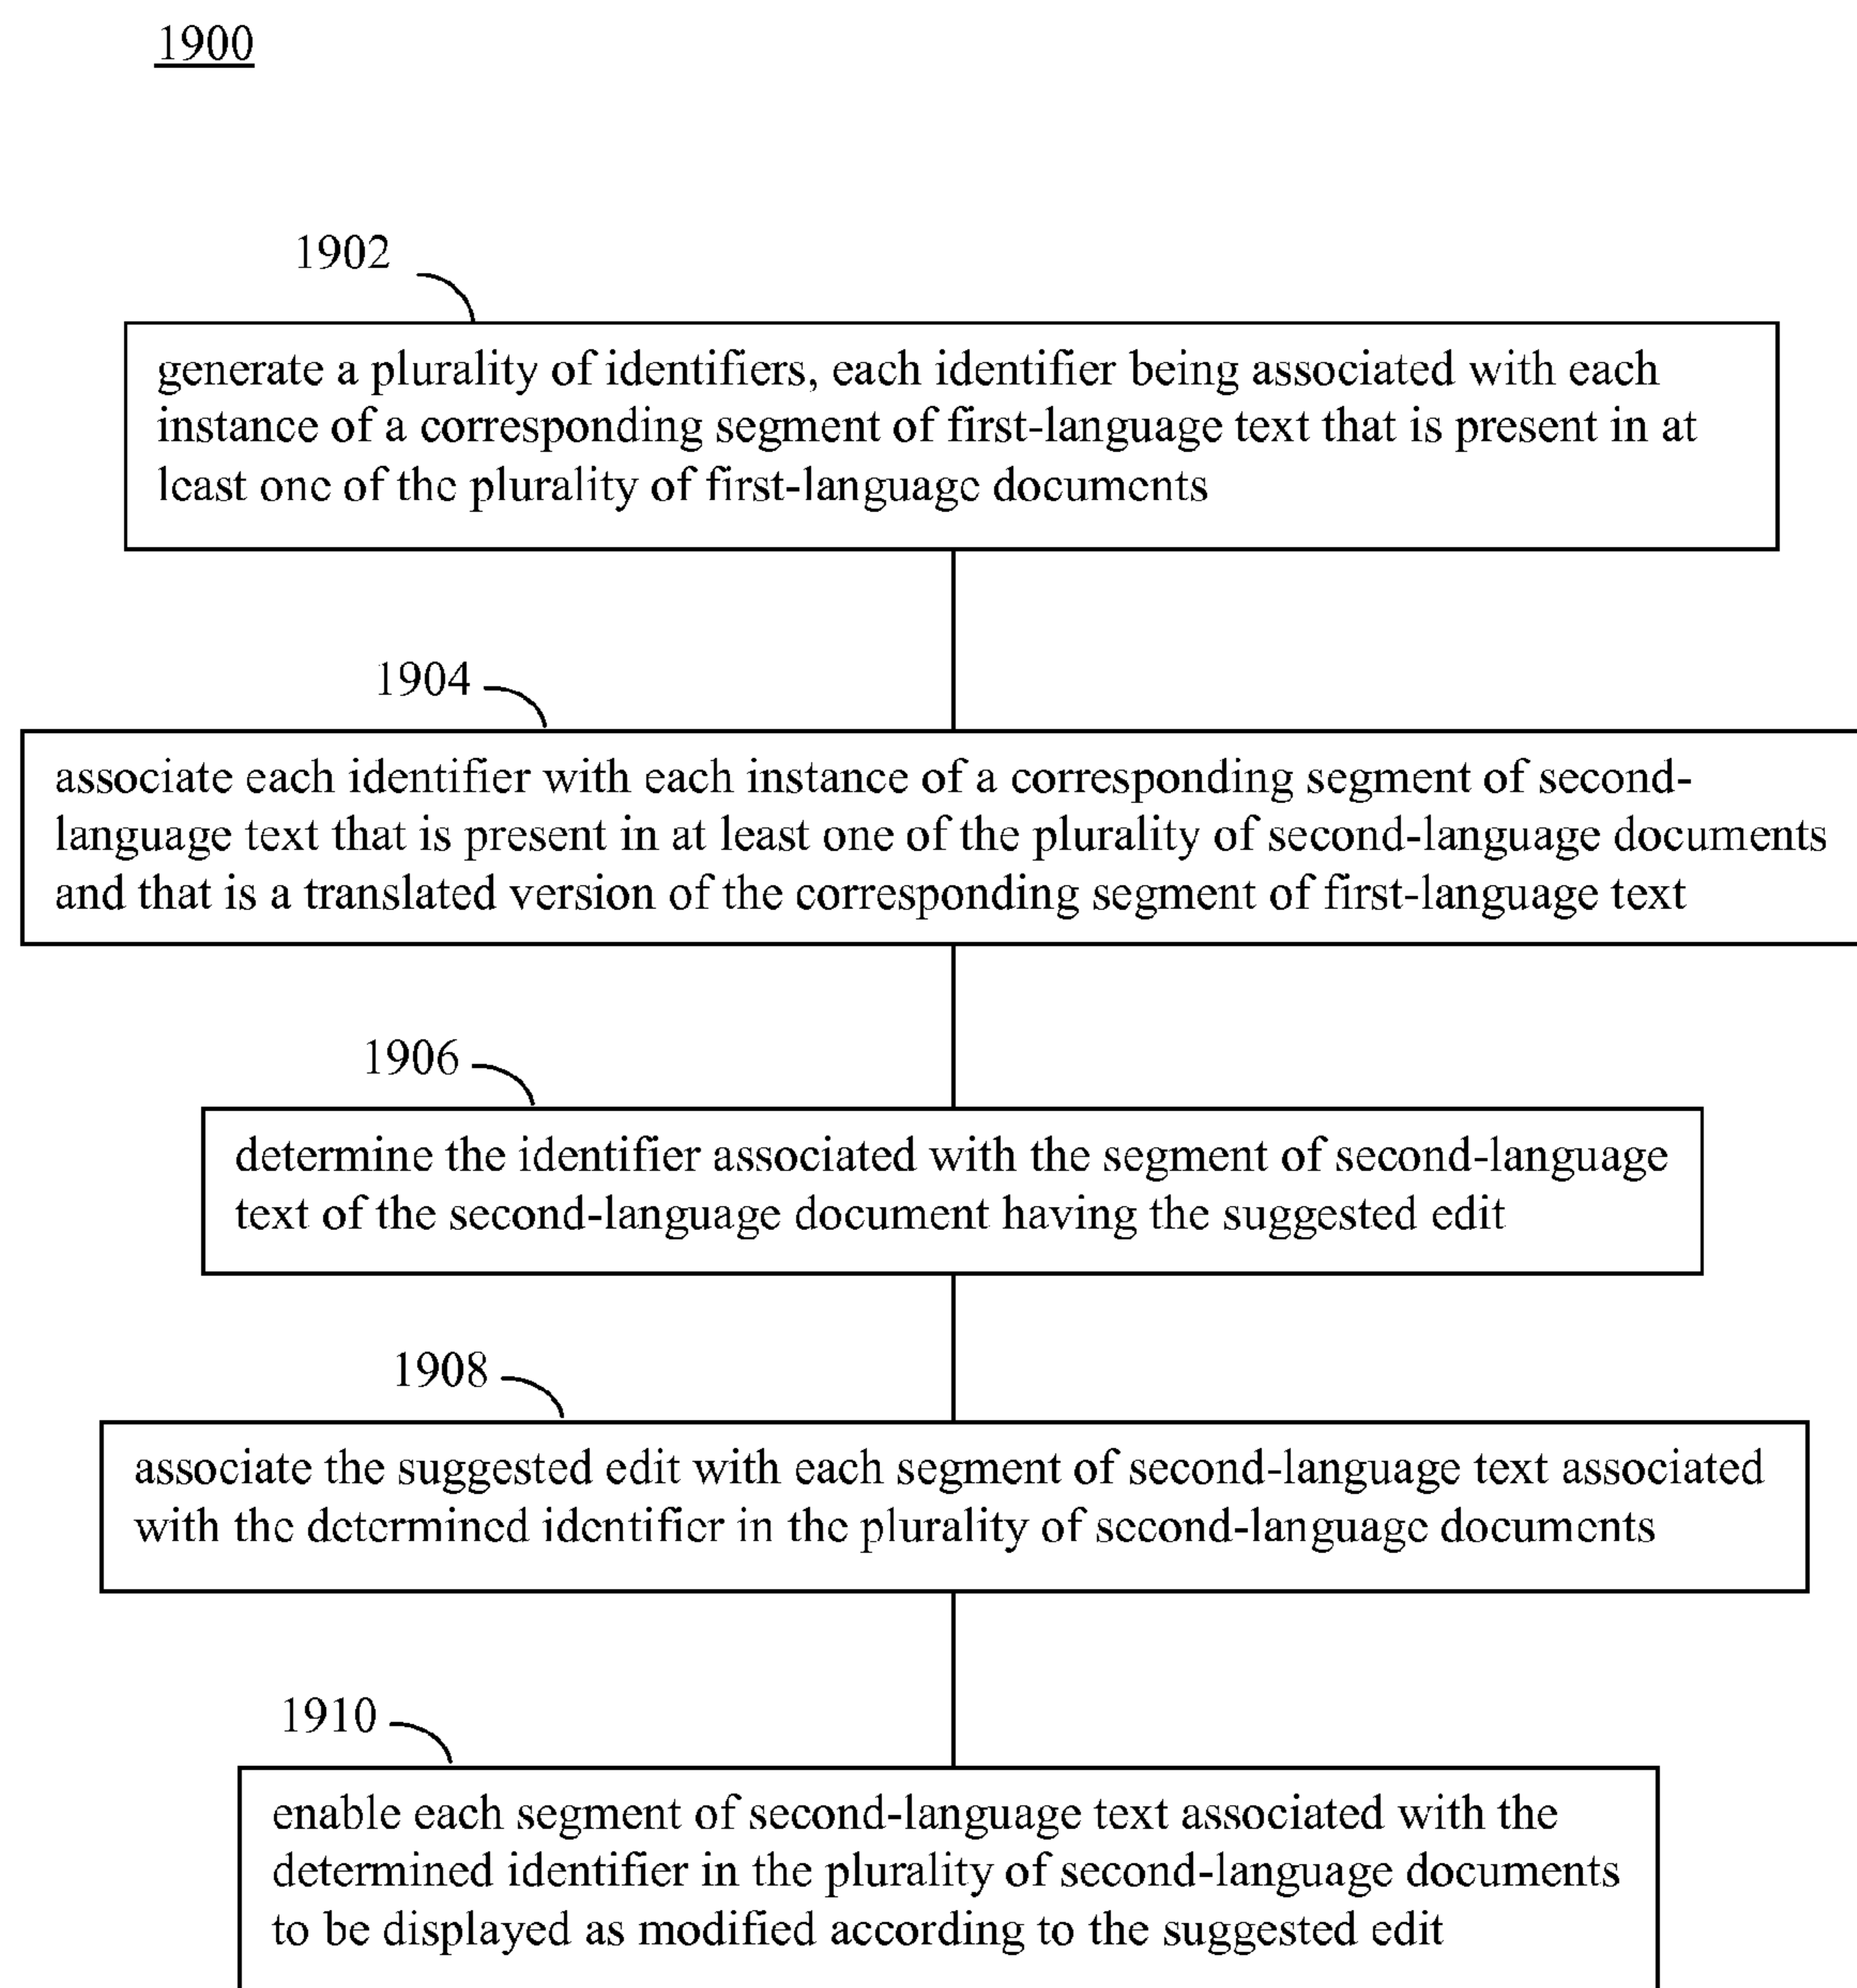 1900
1902
generate a plurality of identifiers, each identifier being associated with each
instance of a corresponding segment of first-language text that is present in at
least one of the plurality of first-language documents
1904
associate each identifier with each instance of a corresponding segment of second-
language text that is present in at least one of the plurality of second-language documents
and that is a translated version of the corresponding segment of first-language text
1906
determine the identifier associated with the segment of second-language
text of the second-language document having the suggested edit
1908
associate the suggested edit with each segment of second-language text associated
with the determined identifier in the plurality of second-language documents
1910
enable each segment of second-language text associated with the
determined identifier in the plurality of second-language documents
to be displayed as modified according to the suggested edit